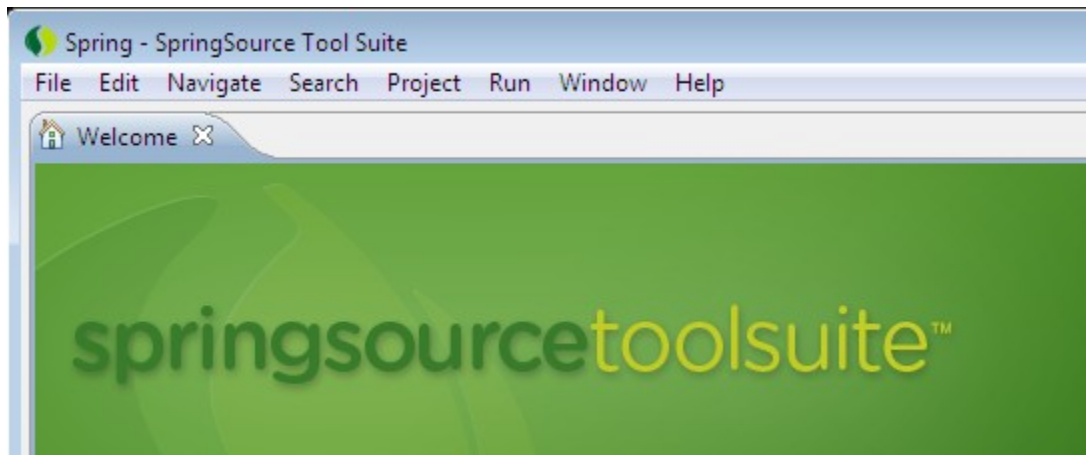 Spring - SpringSource Tool Suite
File Edit Navigate Search Project Run Window Help
Welcome
springsourcetoolsuite™